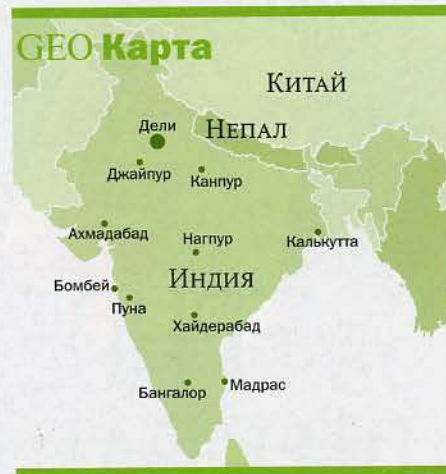 GEO Карта
Китай
Дели
Непал
Джайпур
Канпур
Ахмадабад
Нагпур
Калькутта
Индия
Бомбей
Пуна
Хайдерабад
Бангалор
Мадрас